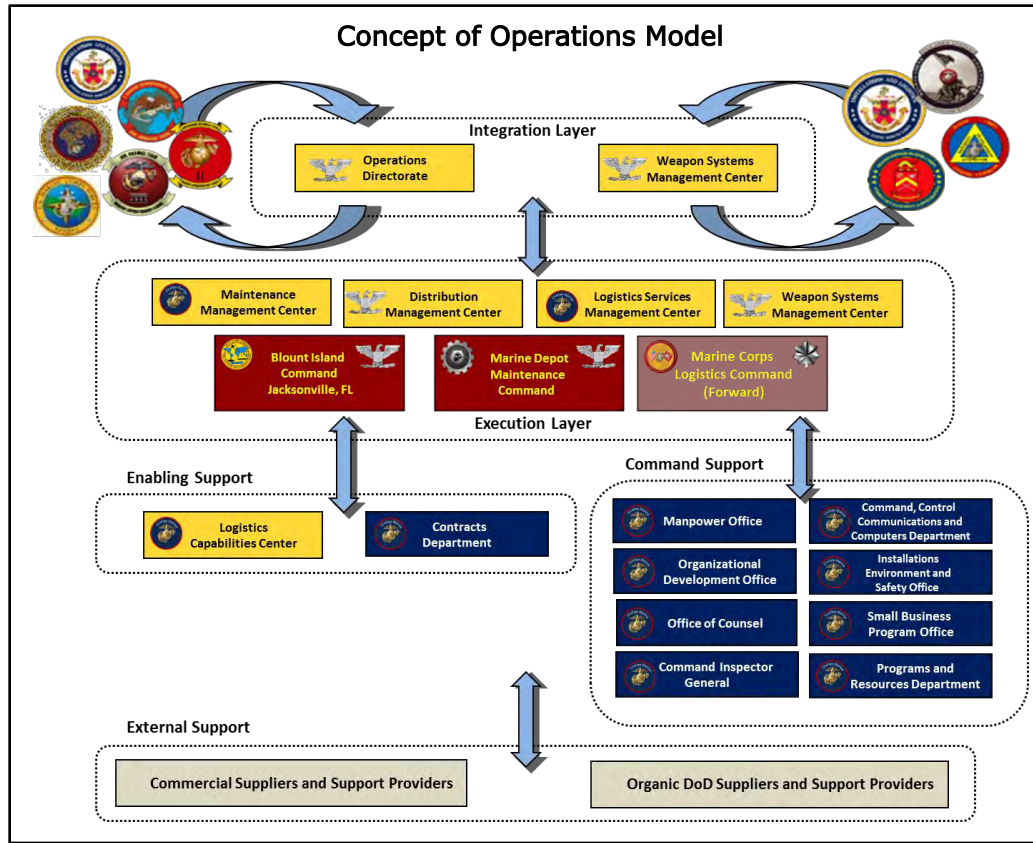 Concept of Operations Model
Integration Layer
Operations
Directorate
Weapon Systems
Management Center
Maintenance
Management Center
Distribution
Management Center
Logistics Services
Management Center
Weapon Systems
Management Center
Blount Island
Command
Jacksonville, FL
Marine Depot
Maintenance
Command
Marine Corps
Logistics Command
(Forward)
Execution Layer
Enabling Support
Logistics
Capabilities Center
Contracts
Department
Command Support
Manpower Office
Command, Control
Communications and
Computers Department
Organizational
Development Office
Installations
Environment and
Safety Office
Office of Counsel
Small Business
Program Office
Command Inspector
General
Programs and
Resources Department
External Support
Commercial Suppliers and Support Providers
Organic DoD Suppliers and Support Providers